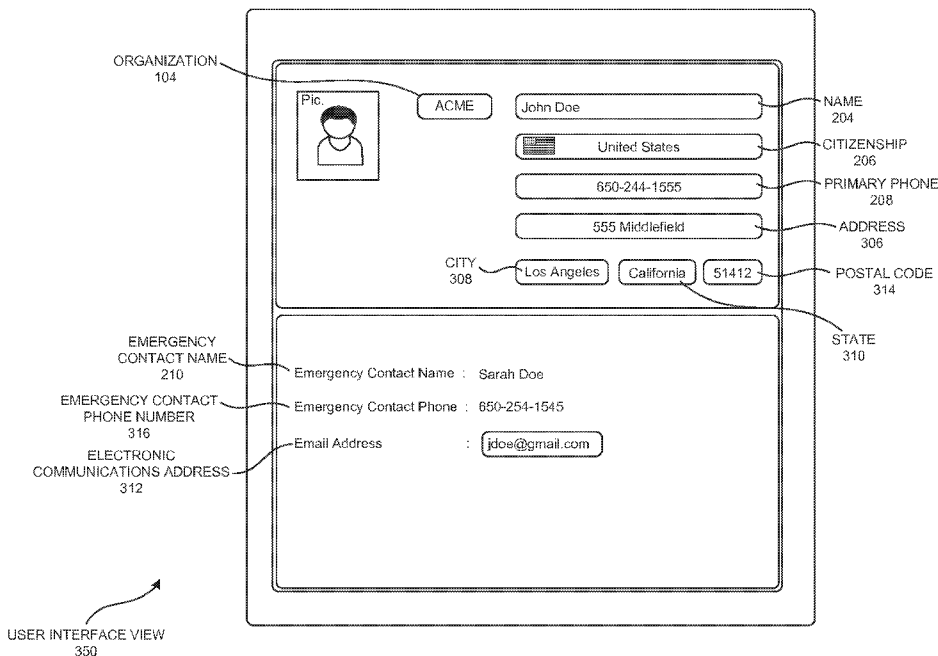 ORGANIZATION
104
Pic.
ACME
John Doe
NAME
204
United States
CITIZENSHIP
206
650-244-1555
PRIMARY PHONE
208
555 Middlefield
ADDRESS
306
CITY
308
Los Angeles
California
51412
POSTAL CODE
314
STATE
310
EMERGENCY
CONTACT NAME
210
Emergency Contact Name : Sarah Doe
EMERGENCY CONTACT
PHONE NUMBER
316
Emergency Contact Phone : 650-254-1545
ELECTRONIC
COMMUNICATIONS ADDRESS
312
Email Address : jdoe@gmail.com
USER INTERFACE VIEW
350